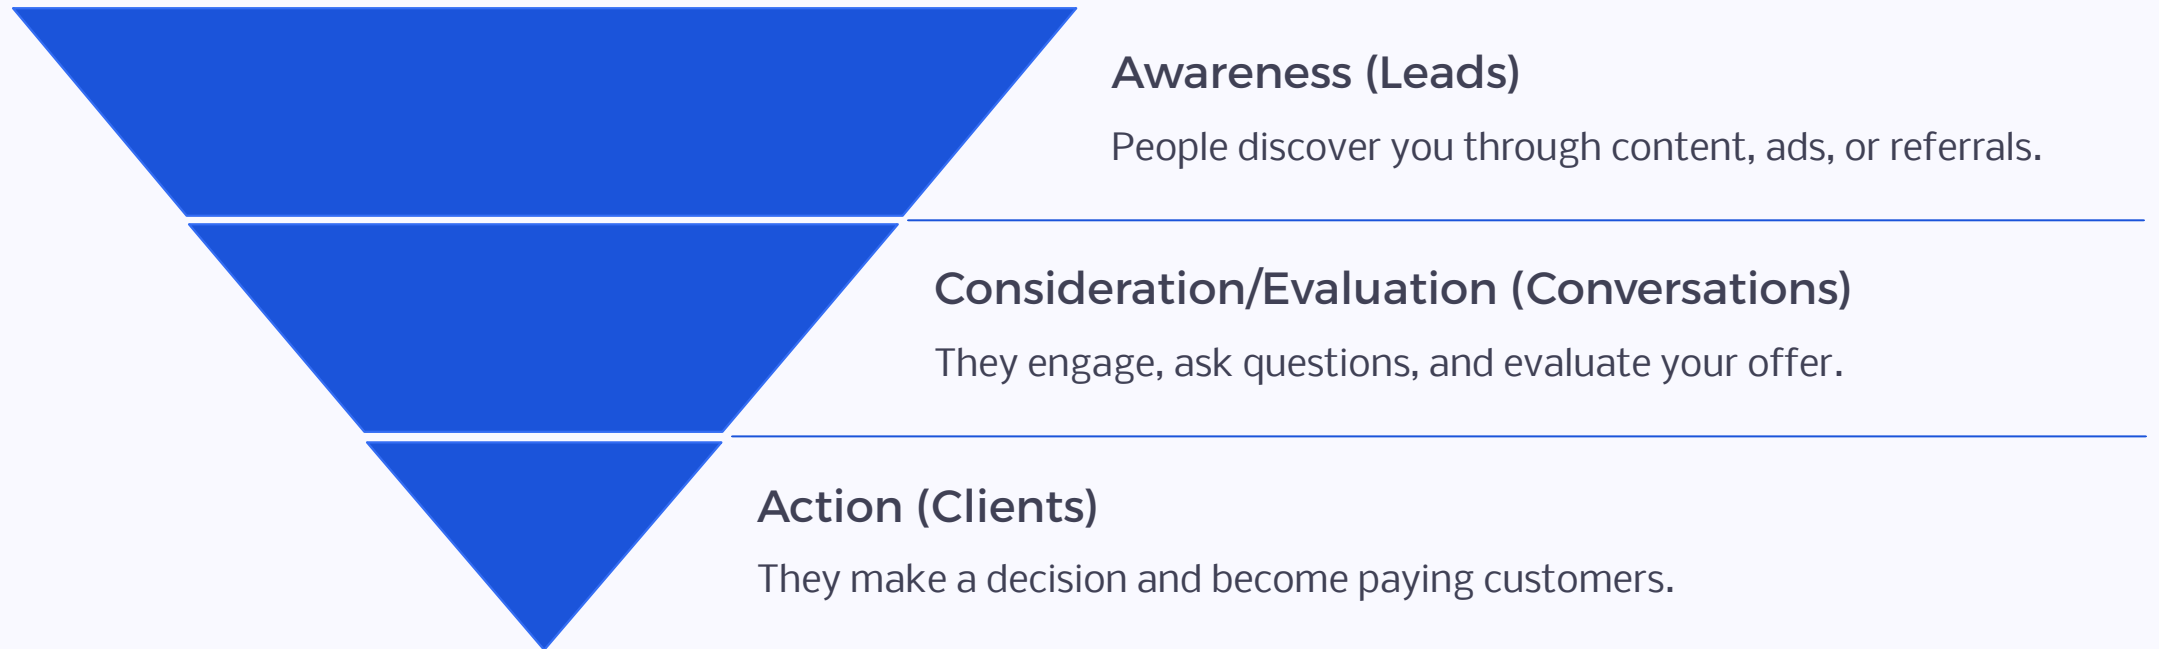 Awareness (Leads)
People discover you through content, ads, or referrals.
Consideration/Evaluation (Conversations)
They engage, ask questions, and evaluate your offer.
Action (Clients)
They make a decision and become paying customers.